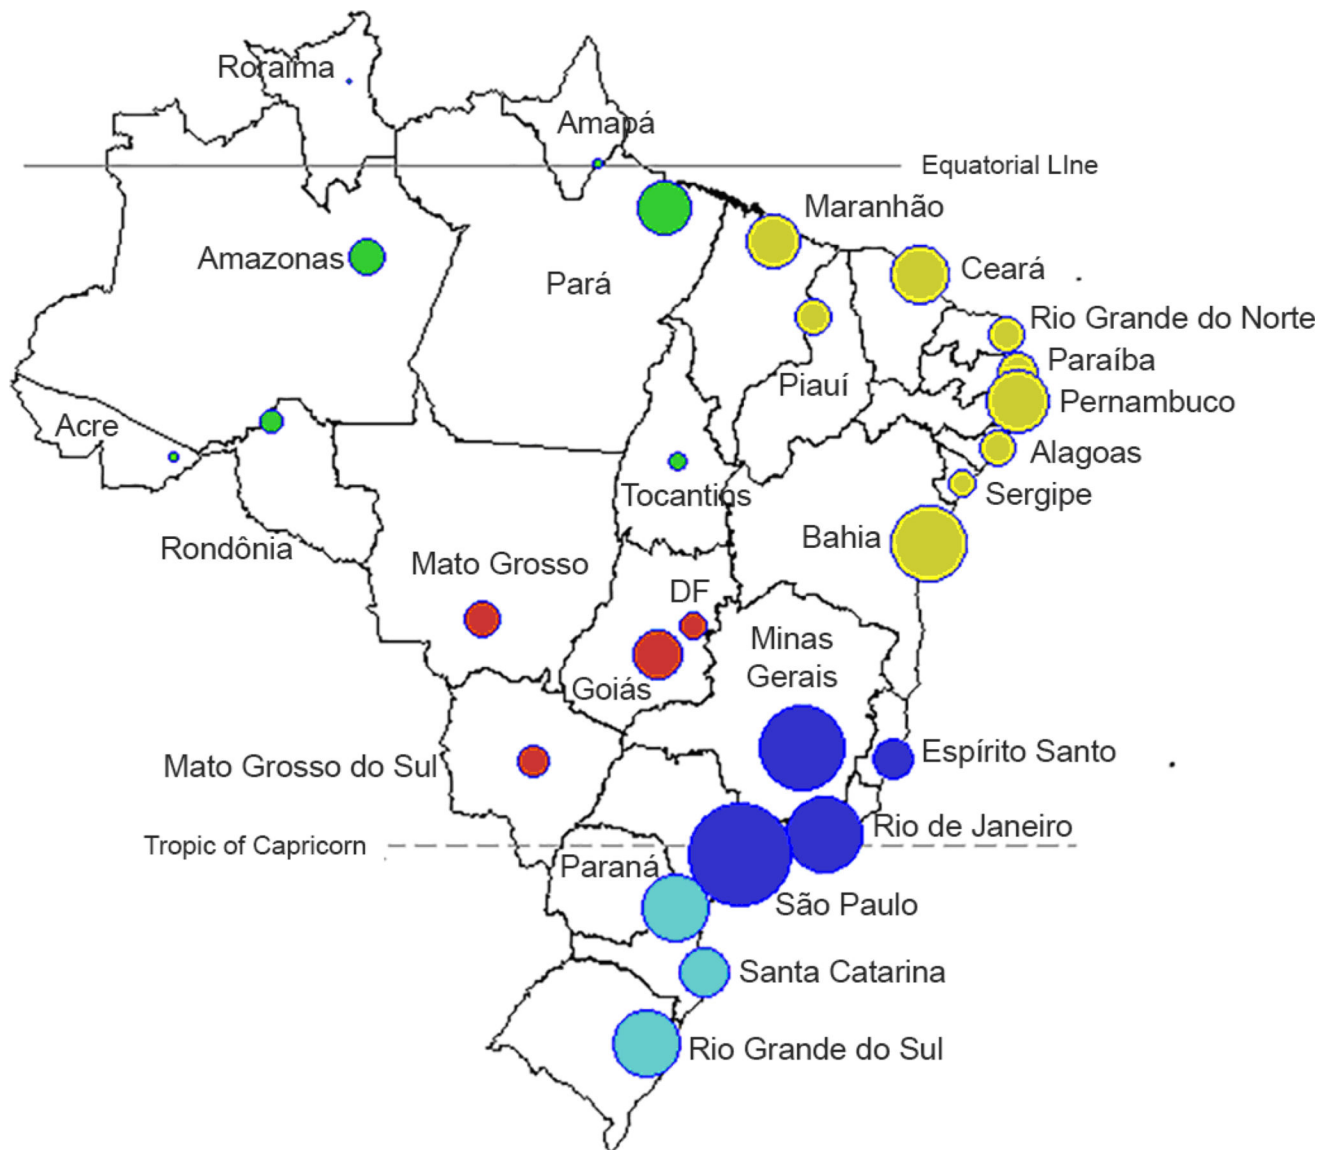 Roraima
Amapá
Equatorial LIne
Maranhão
Amazonas
Pará
Ceará
Rio Grande do Norte
Paraíba
Piauí
Pernambuco
Acre
Alagoas
Tocantins
Sergipe
Rondônia
Bahia
Mato Grosso
DF
Minas
Gerais
Goiás
Espírito Santo
Mato Grosso do Sul
Rio de Janeiro
Tropic of Capricorn
Paraná
São Paulo
Santa Catarina
Rio Grande do Sul